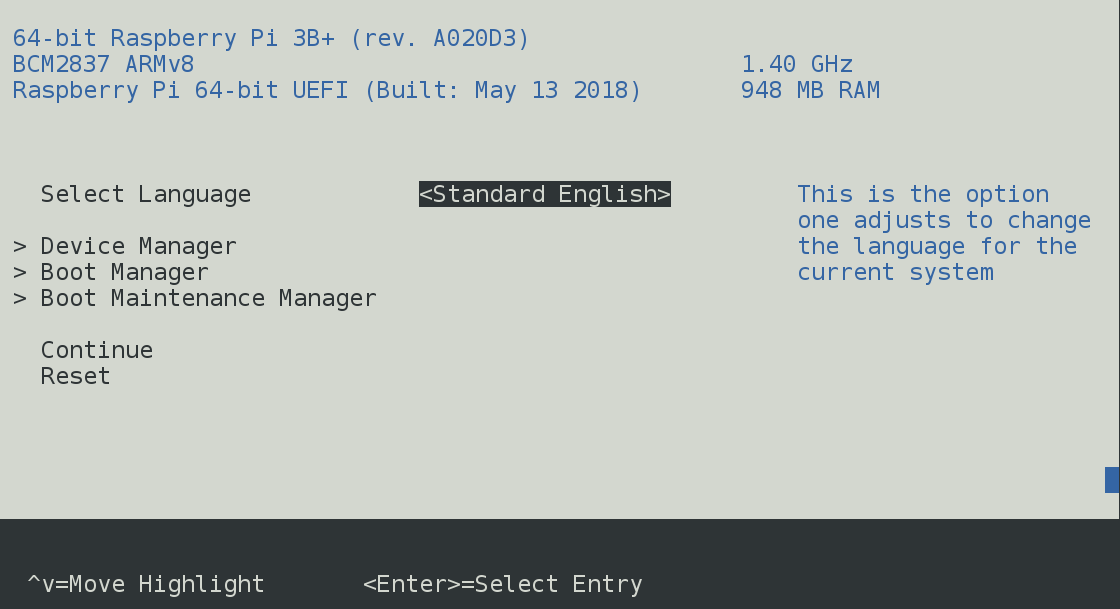 64-bit Raspberry Pi 3B+ (rev. A020D3)
BCM2837 ARMv8 1.40 GHz
Raspberry Pi 64-bit UEFI (Built: May 13 2018) 948 MB RAM
Select Language <Standard English> This is the option
one adjusts to change
> Device Manager the language for the
> Boot Manager current system
> Boot Maintenance Manager
Continue
Reset
^v=Move Highlight <Enter>=Select Entry